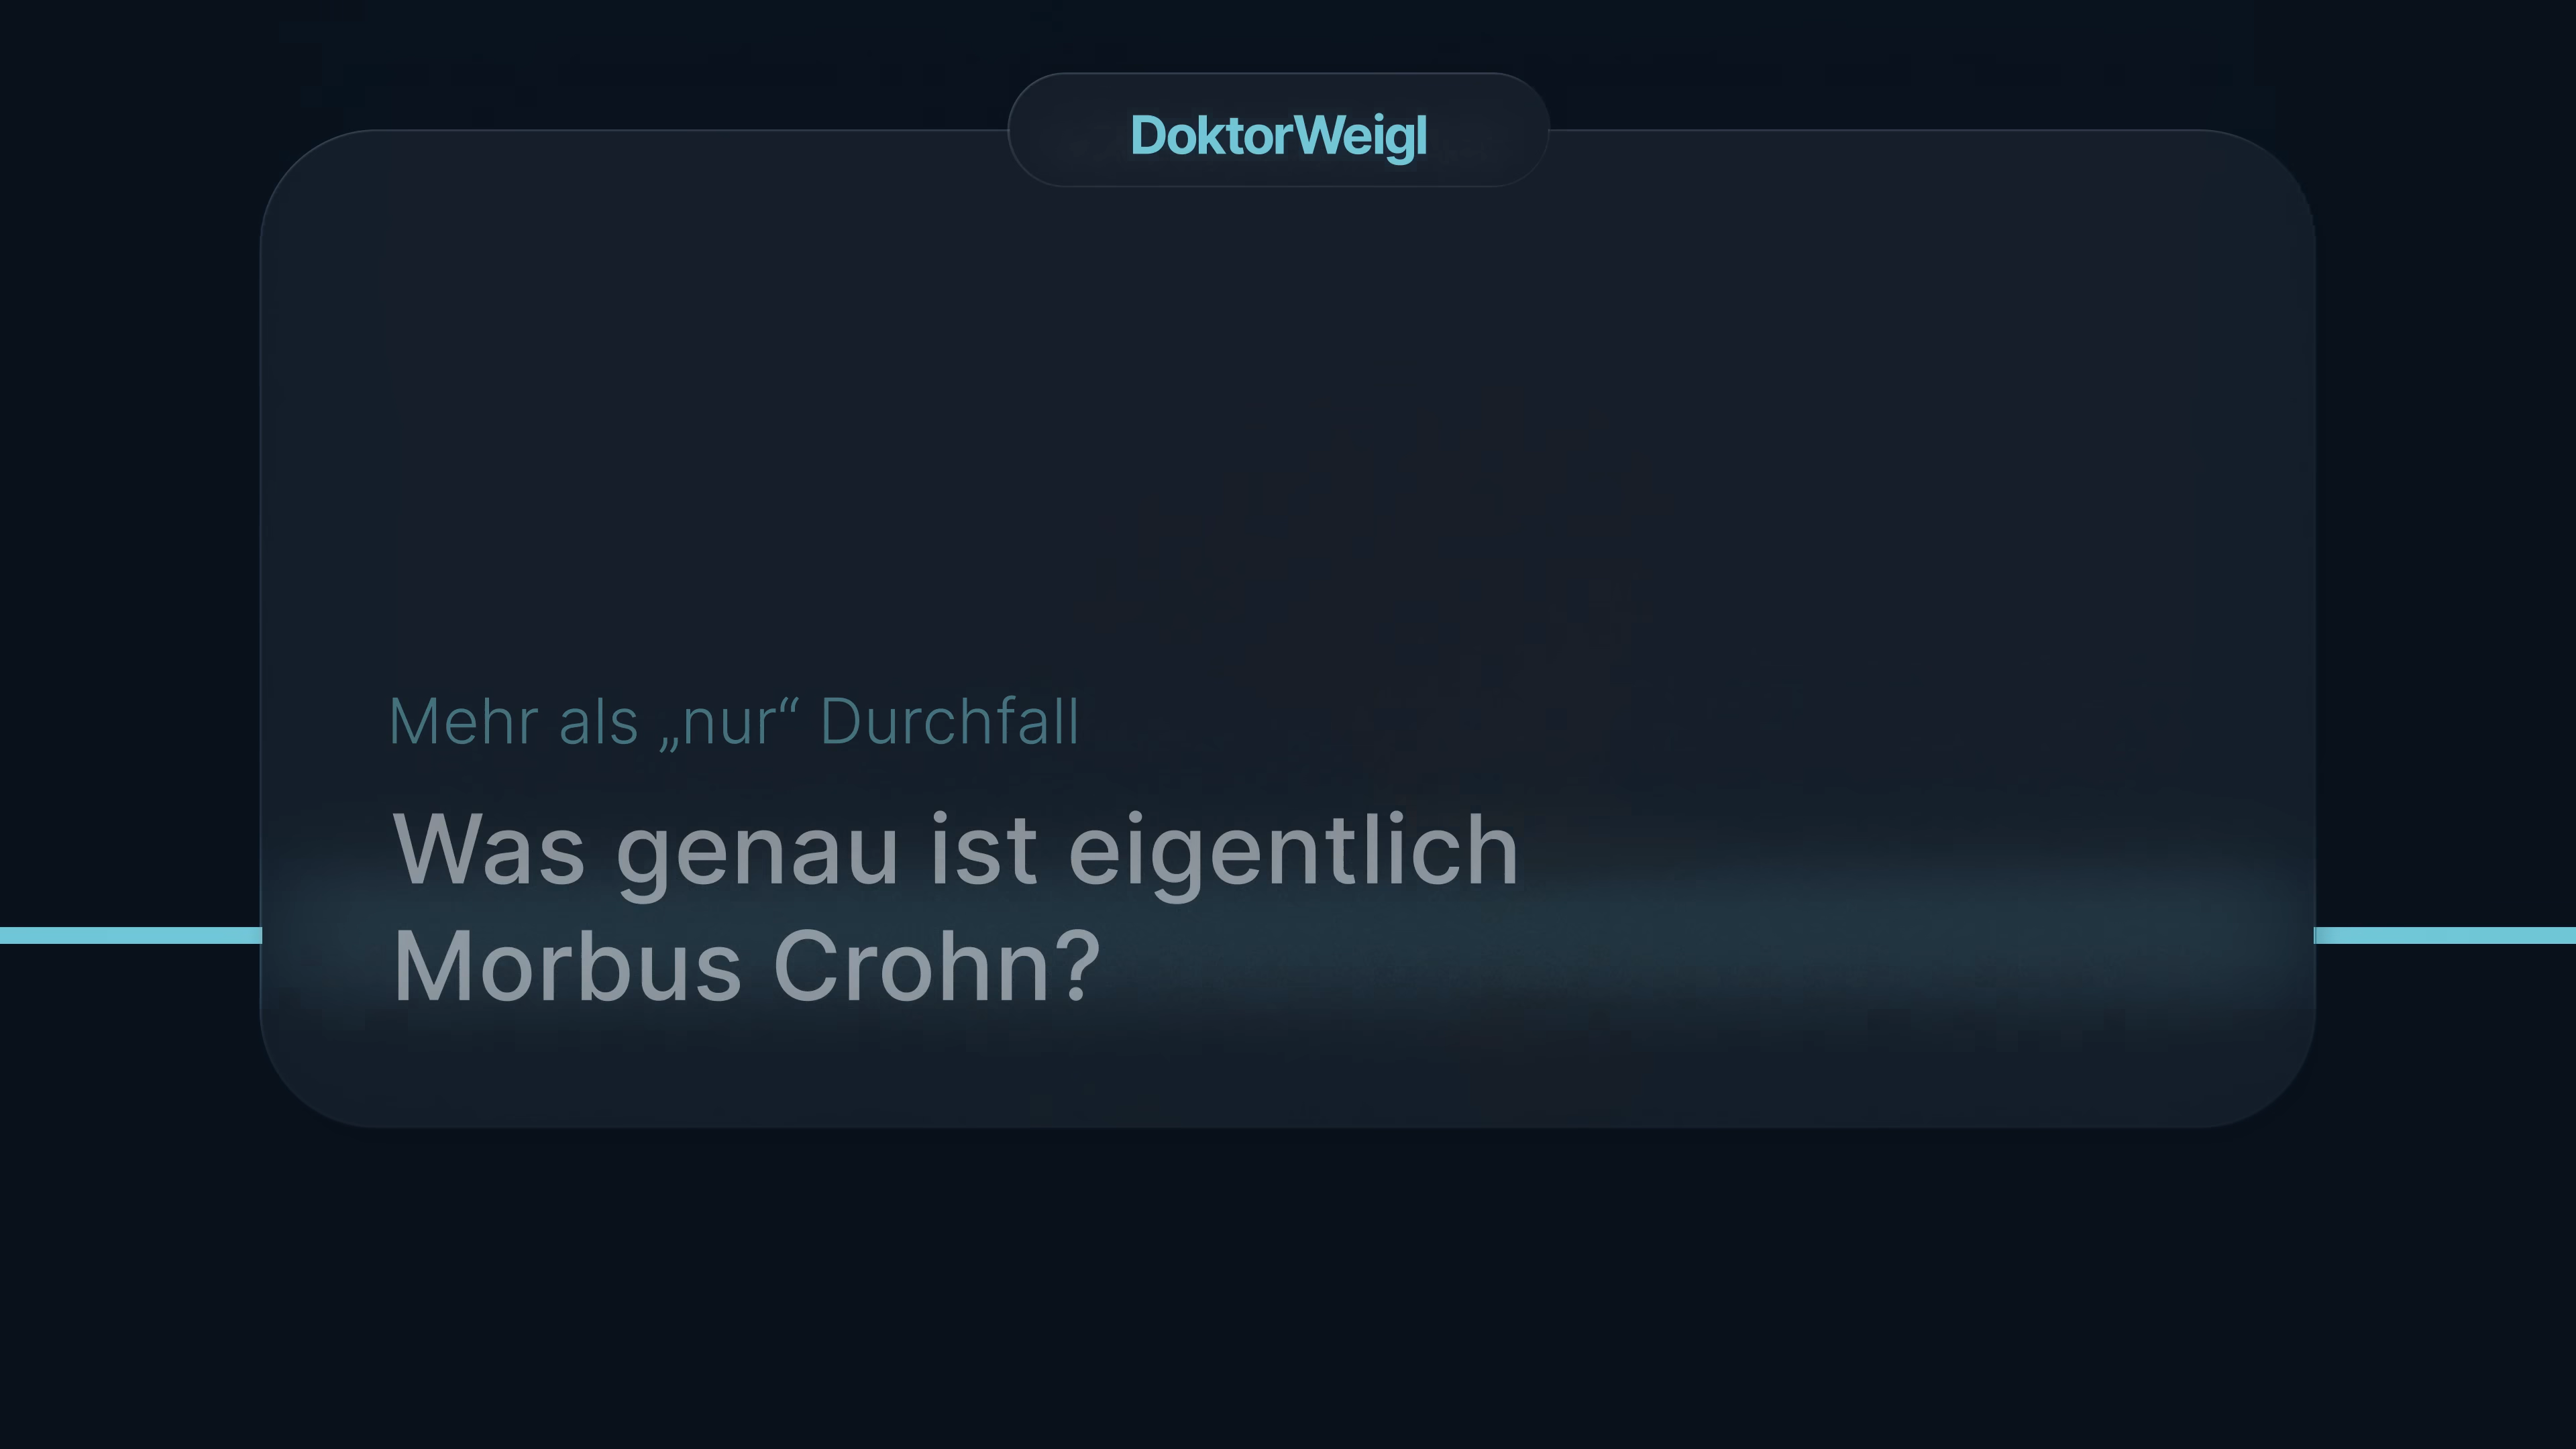 DoktorWeigl
Mehr als „nur“ Durchfall
Was genau ist eigentlich
Morbus Crohn?